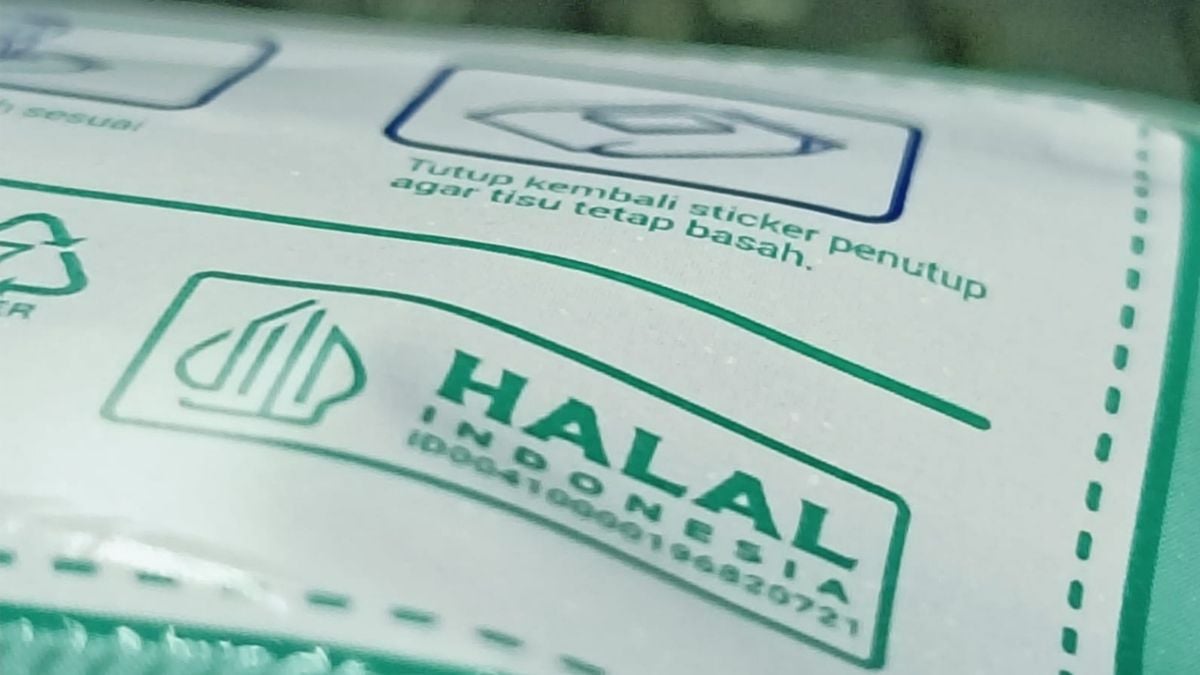 sesuai
Tutup kembali sticker penutup
agar tisu tetap basah.
HALAL
INDONESIA
ID00410000196820721